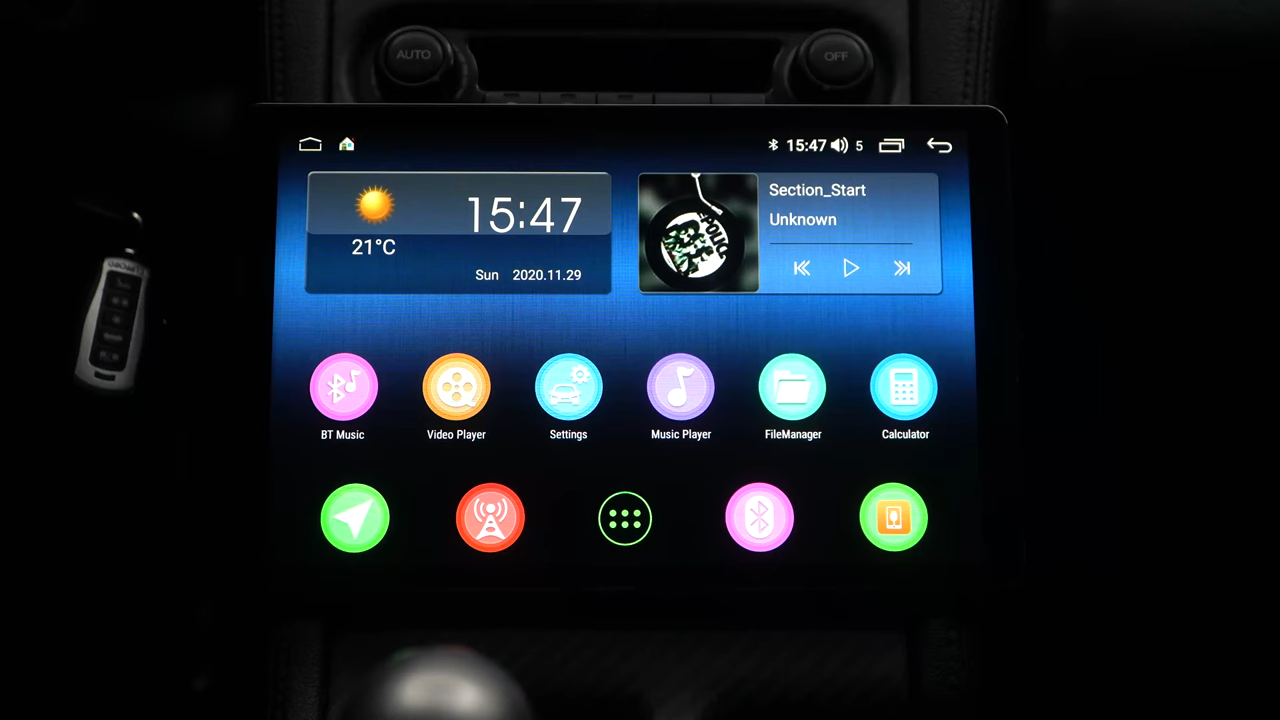 AUTO
OFF
15:47
5
15:47
21°C
Sun 2020.11.29
POLICE
Section_Start
Unknown
BT Music
Video Player
Settings
Music Player
FileManager
Calculator